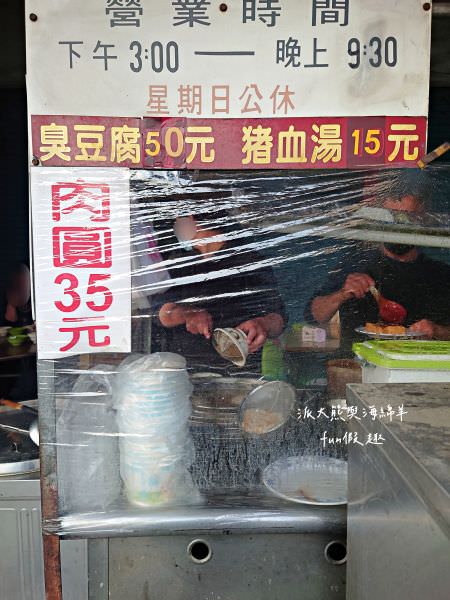 營業時間
下午 3:00 — 晚上 9:30
星期日公休
臭豆腐50元 猪血湯15元
肉圓35元
派大熊與海綿羊
fun假趣